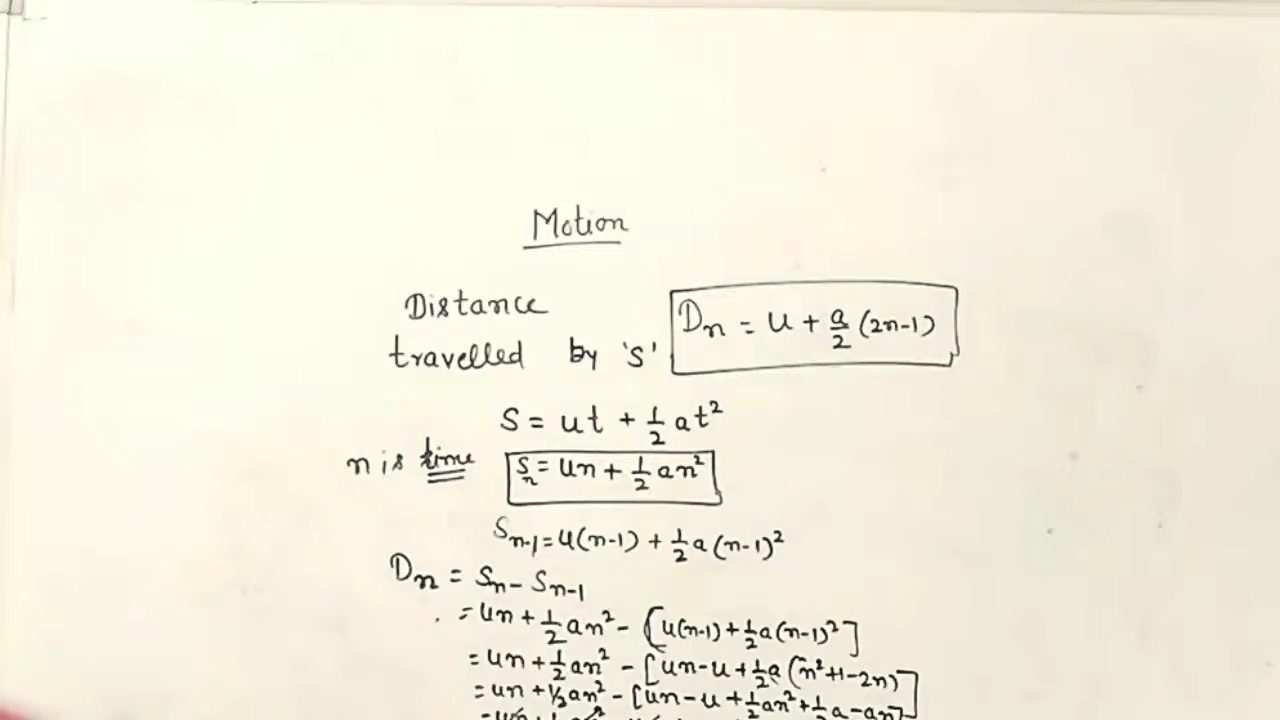 Motion
Distance
travelled by 's'
Dn = u + a/2 (2n-1)
S = ut + 1/2 at²
n is time
Sn = un + 1/2 an²
Sn-1 = u(n-1) + 1/2 a(n-1)²
Dn = Sn - Sn-1
= un + 1/2 an² - [u(n-1) + 1/2 a(n-1)²]
= un + 1/2 an² - [un-u + 1/2 a (n²+1-2n)]
= un + 1/2 an² - [un-u + 1/2 an² + 1/2 a - an]